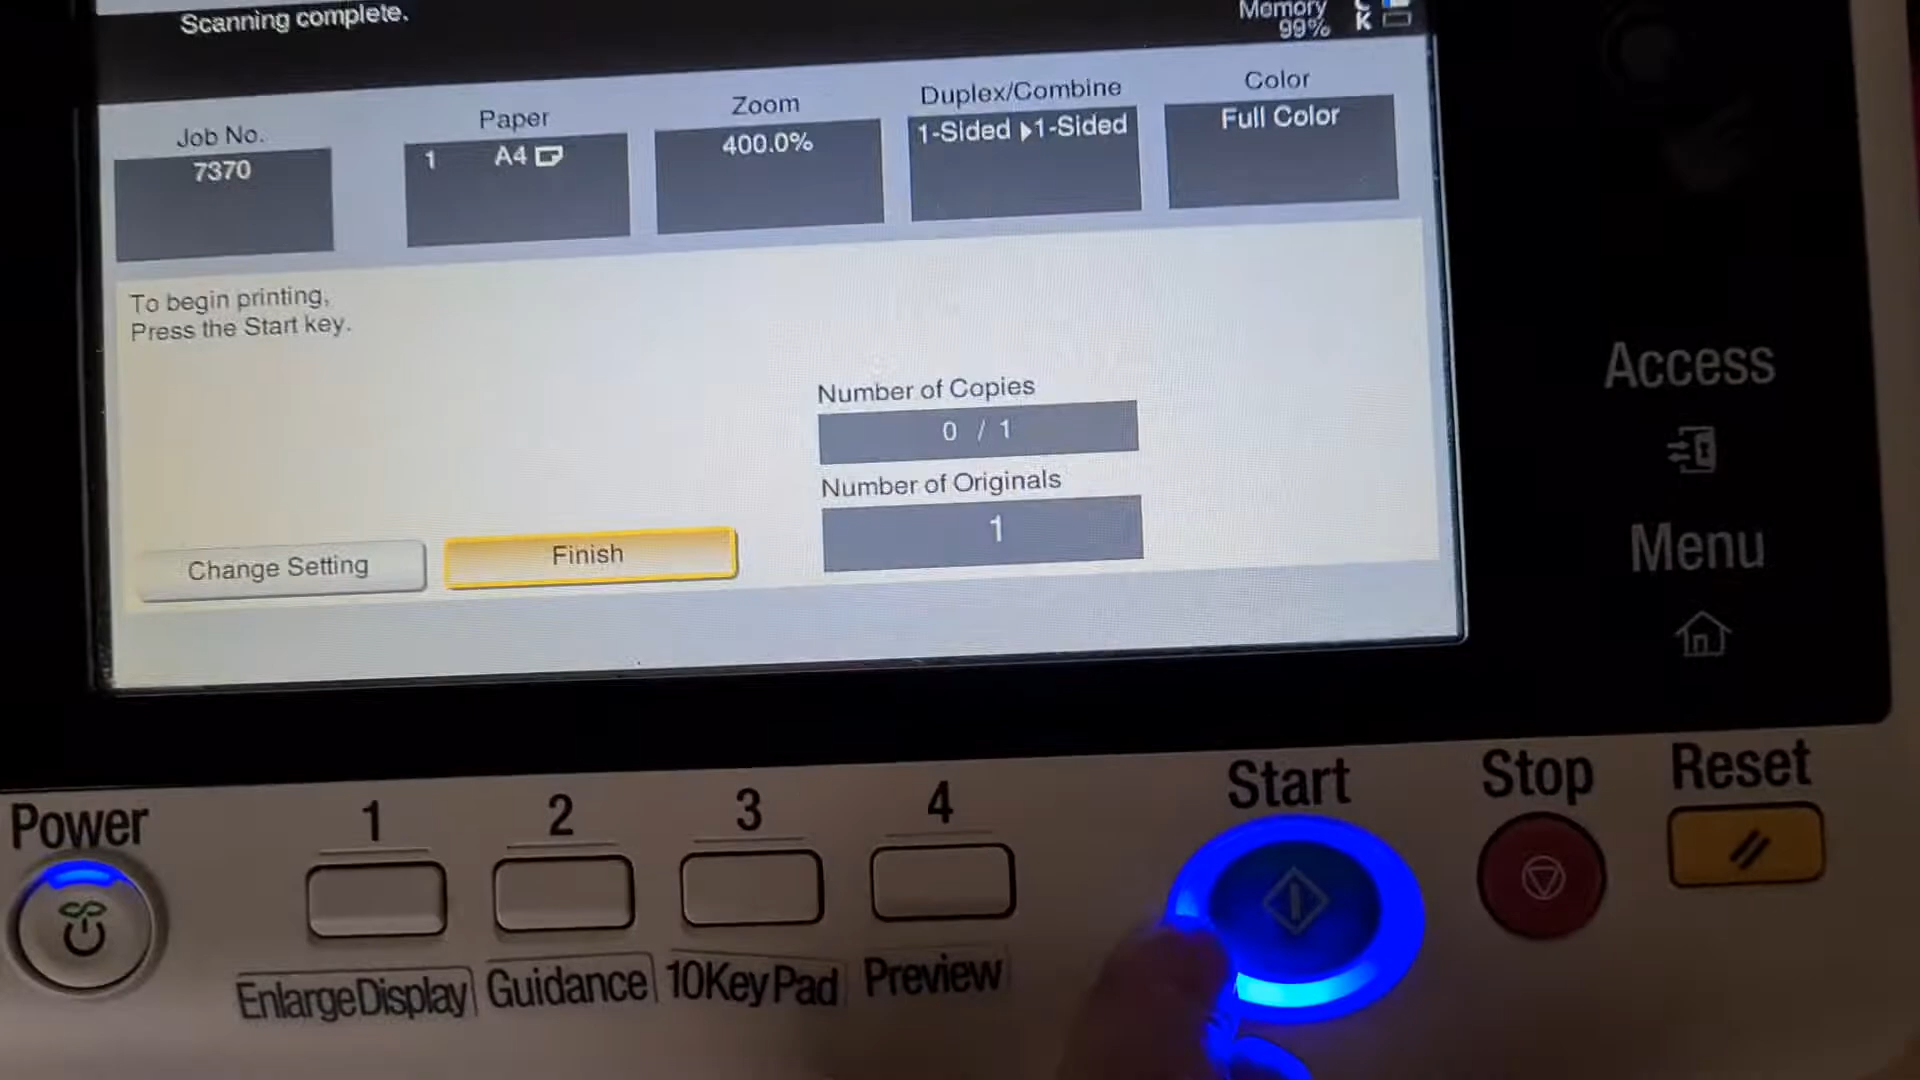 Scanning complete.
Memory
99%
K
Job No.
7370
Paper
1 A4
Zoom
400.0%
Duplex/Combine
1-Sided ▶1-Sided
Color
Full Color
To begin printing,
Press the Start key.
Number of Copies
0 / 1
Number of Originals
1
Change Setting
Finish
Access
Menu
Power
1
2
3
4
Start
Stop
Reset
EnlargeDisplay
Guidance
10KeyPad
Preview